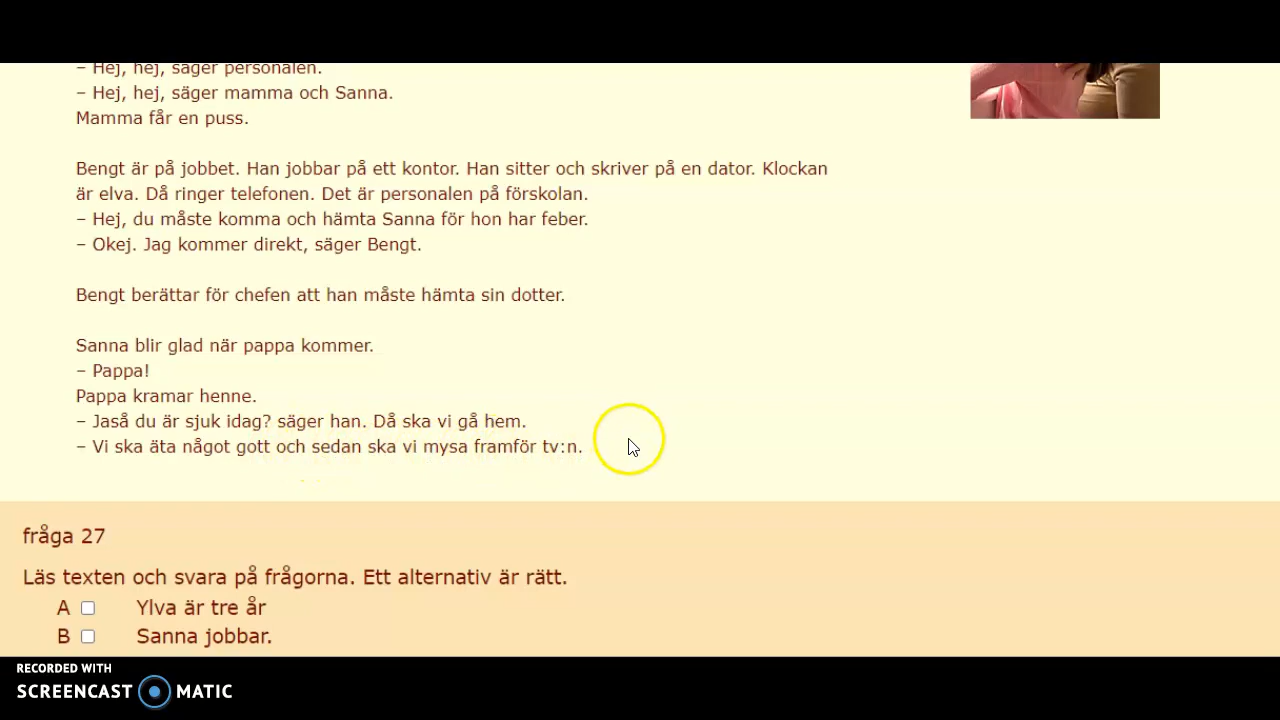 – Hej, hej, säger personalen.
– Hej, hej, säger mamma och Sanna.
Mamma får en puss.
Bengt är på jobbet. Han jobbar på ett kontor. Han sitter och skriver på en dator. Klockan
är elva. Då ringer telefonen. Det är personalen på förskolan.
– Hej, du måste komma och hämta Sanna för hon har feber.
– Okej. Jag kommer direkt, säger Bengt.
Bengt berättar för chefen att han måste hämta sin dotter.
Sanna blir glad när pappa kommer.
– Pappa!
Pappa kramar henne.
– Jaså du är sjuk idag? säger han. Då ska vi gå hem.
– Vi ska äta något gott och sedan ska vi mysa framför tv:n.
fråga 27
Läs texten och svara på frågorna. Ett alternativ är rätt.
A Ylva är tre år
B Sanna jobbar.
RECORDED WITH
SCREENCAST MATIC